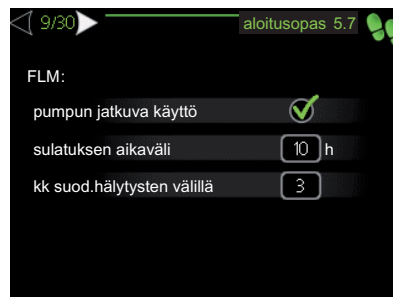 9/30
aloitusopas 5.7
FLM:
pumpun jatkuva käyttö
sulatuksen aikaväli 10 h
kk suod.hälytysten välillä 3